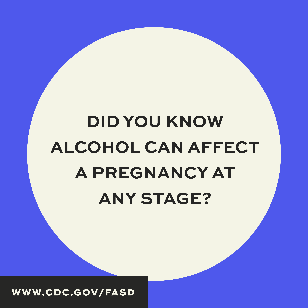 DID YOU KNOW
ALCOHOL CAN AFFECT
A PREGNANCY AT
ANY STAGE?
WWW.CDC.GOV/FASD